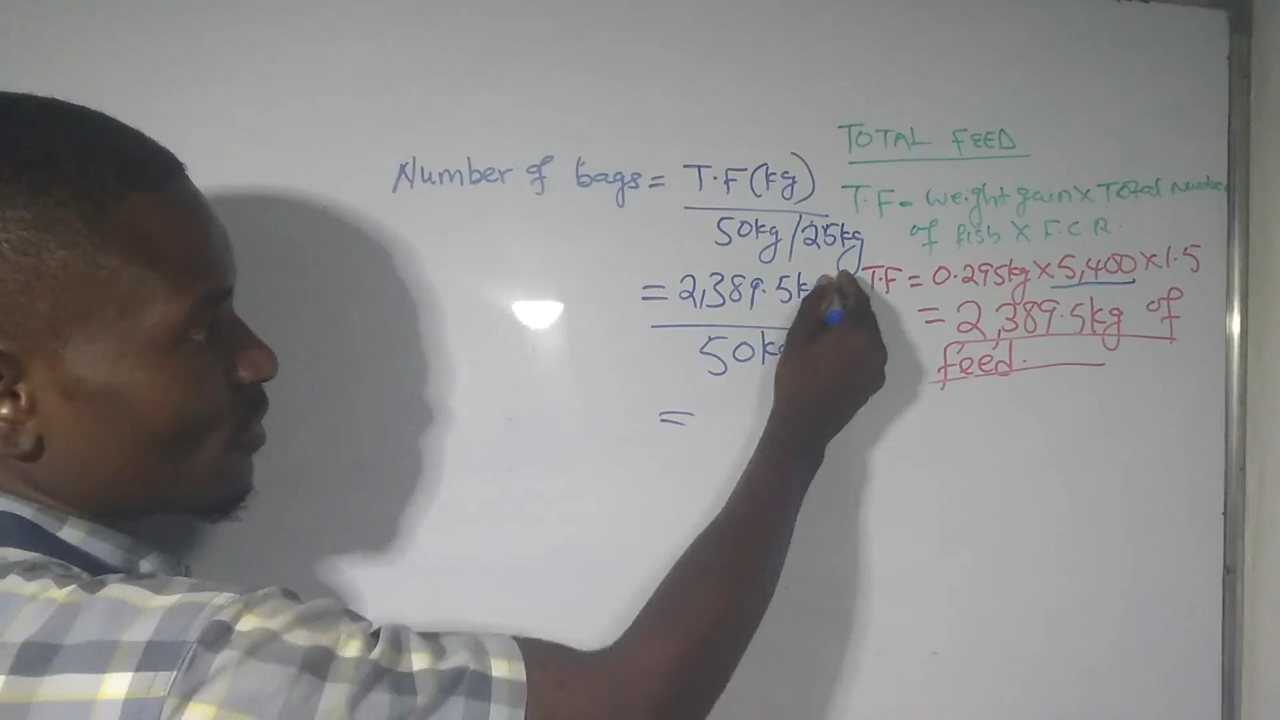 Number of bags = T.F(kg)
50kg/25kg
= 2,389.5k
50kg
=
TOTAL FEED
T.F = weight gain x Total Number
of fish x F.C.R.
T.F = 0.295kg x 5,400 x 1.5
= 2,389.5kg of
feed.